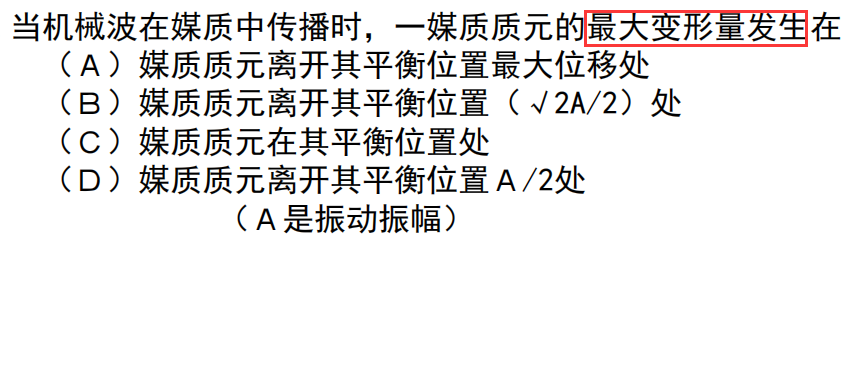 当机械波在媒质中传播时，一媒质质元的最大变形量发生在
（A）媒质质元离开其平衡位置最大位移处
（B）媒质质元离开其平衡位置（√2A/2）处
（C）媒质质元在其平衡位置处
（D）媒质质元离开其平衡位置A/2处
（A是振动振幅）